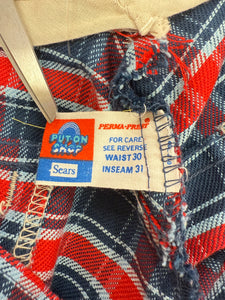 PUT ON
SHOP
Sears
PERMA-PREST
FOR CARE
SEE REVERSE
WAIST 30
INSEAM 31